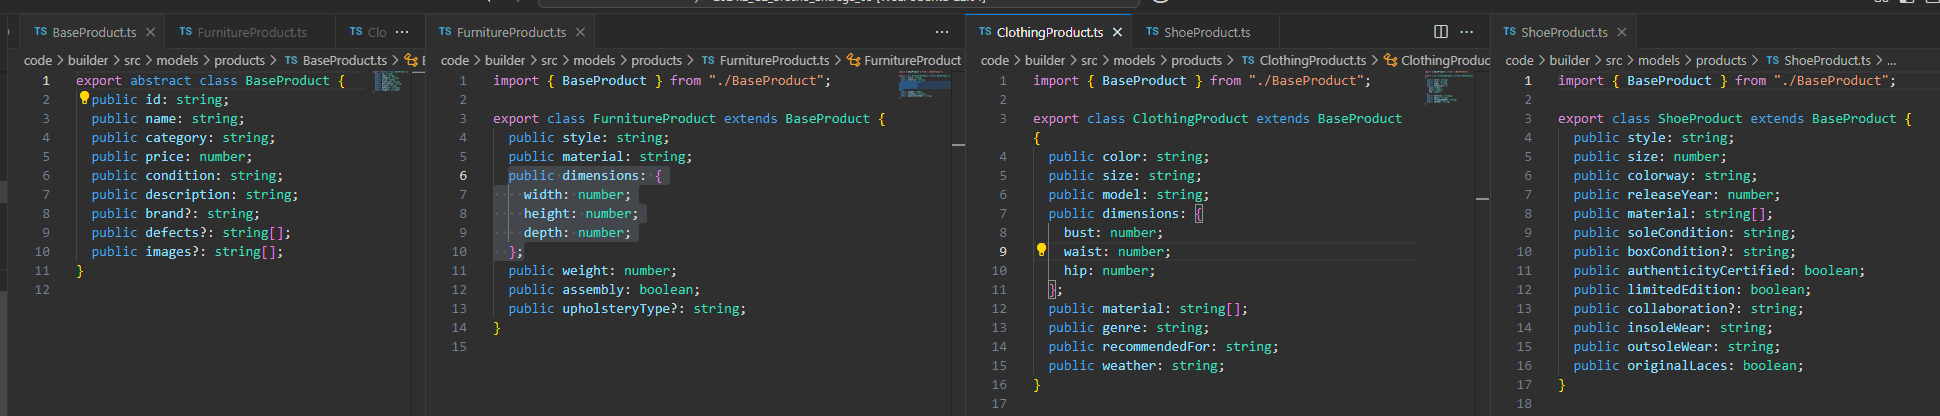 TS BaseProduct.ts
TS FurnitureProduct.ts
TS Clo
code > builder > src > models > products > TS BaseProduct.ts >
1 export abstract class BaseProduct {
2 public id: string;
3 public name: string;
4 public category: string;
5 public price: number;
6 public condition: string;
7 public description: string;
8 public brand?: string;
9 public defects?: string[];
10 public images?: string[];
11 }
12
TS FurnitureProduct.ts
code > builder > src > models > products > TS FurnitureProduct.ts > FurnitureProduct
1 import { BaseProduct } from "./BaseProduct";
2
3 export class FurnitureProduct extends BaseProduct {
4 public style: string;
5 public material: string;
6 public dimensions: {
7 width: number;
8 height: number;
9 depth: number;
10 };
11 public weight: number;
12 public assembly: boolean;
13 public upholsteryType?: string;
14 }
15
TS ClothingProduct.ts
TS ShoeProduct.ts
code > builder > src > models > products > TS ClothingProduct.ts > ClothingProduc
1 import { BaseProduct } from "./BaseProduct";
2
3 export class ClothingProduct extends BaseProduct
{
4 public color: string;
5 public size: string;
6 public model: string;
7 public dimensions: {
8 bust: number;
9 waist: number;
10 hip: number;
11 };
12 public material: string[];
13 public genre: string;
14 public recommendedFor: string;
15 public weather: string;
16 }
17
TS ShoeProduct.ts
code > builder > src > models > products > TS ShoeProduct.ts > ...
1 import { BaseProduct } from "./BaseProduct";
2
3 export class ShoeProduct extends BaseProduct {
4 public style: string;
5 public size: number;
6 public colorway: string;
7 public releaseYear: number;
8 public material: string[];
9 public soleCondition: string;
10 public boxCondition?: string;
11 public authenticityCertified: boolean;
12 public limitedEdition: boolean;
13 public collaboration?: string;
14 public insoleWear: string;
15 public outsoleWear: string;
16 public originalLaces: boolean;
17 }
18